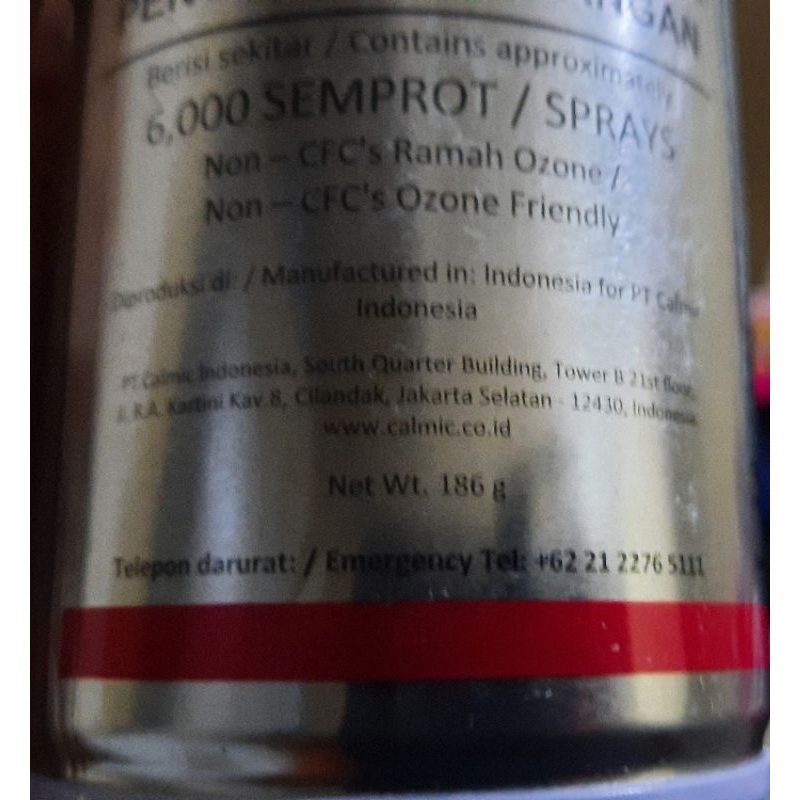 Berisi sekitar / Contains approximately
6,000 SEMPROT / SPRAYS
Non – CFC's Ramah Ozone /
Non – CFC's Ozone Friendly
Diproduksi di: / Manufactured in: Indonesia for PT Calmic
Indonesia
PT Calmic Indonesia, South Quarter Building, Tower B 21st floor,
Jl. R.A. Kartini Kav.8, Cilandak, Jakarta Selatan - 12430, Indonesia
www.calmic.co.id
Net Wt. 186 g
Telepon darurat: / Emergency Tel: +62 21 2276 5111